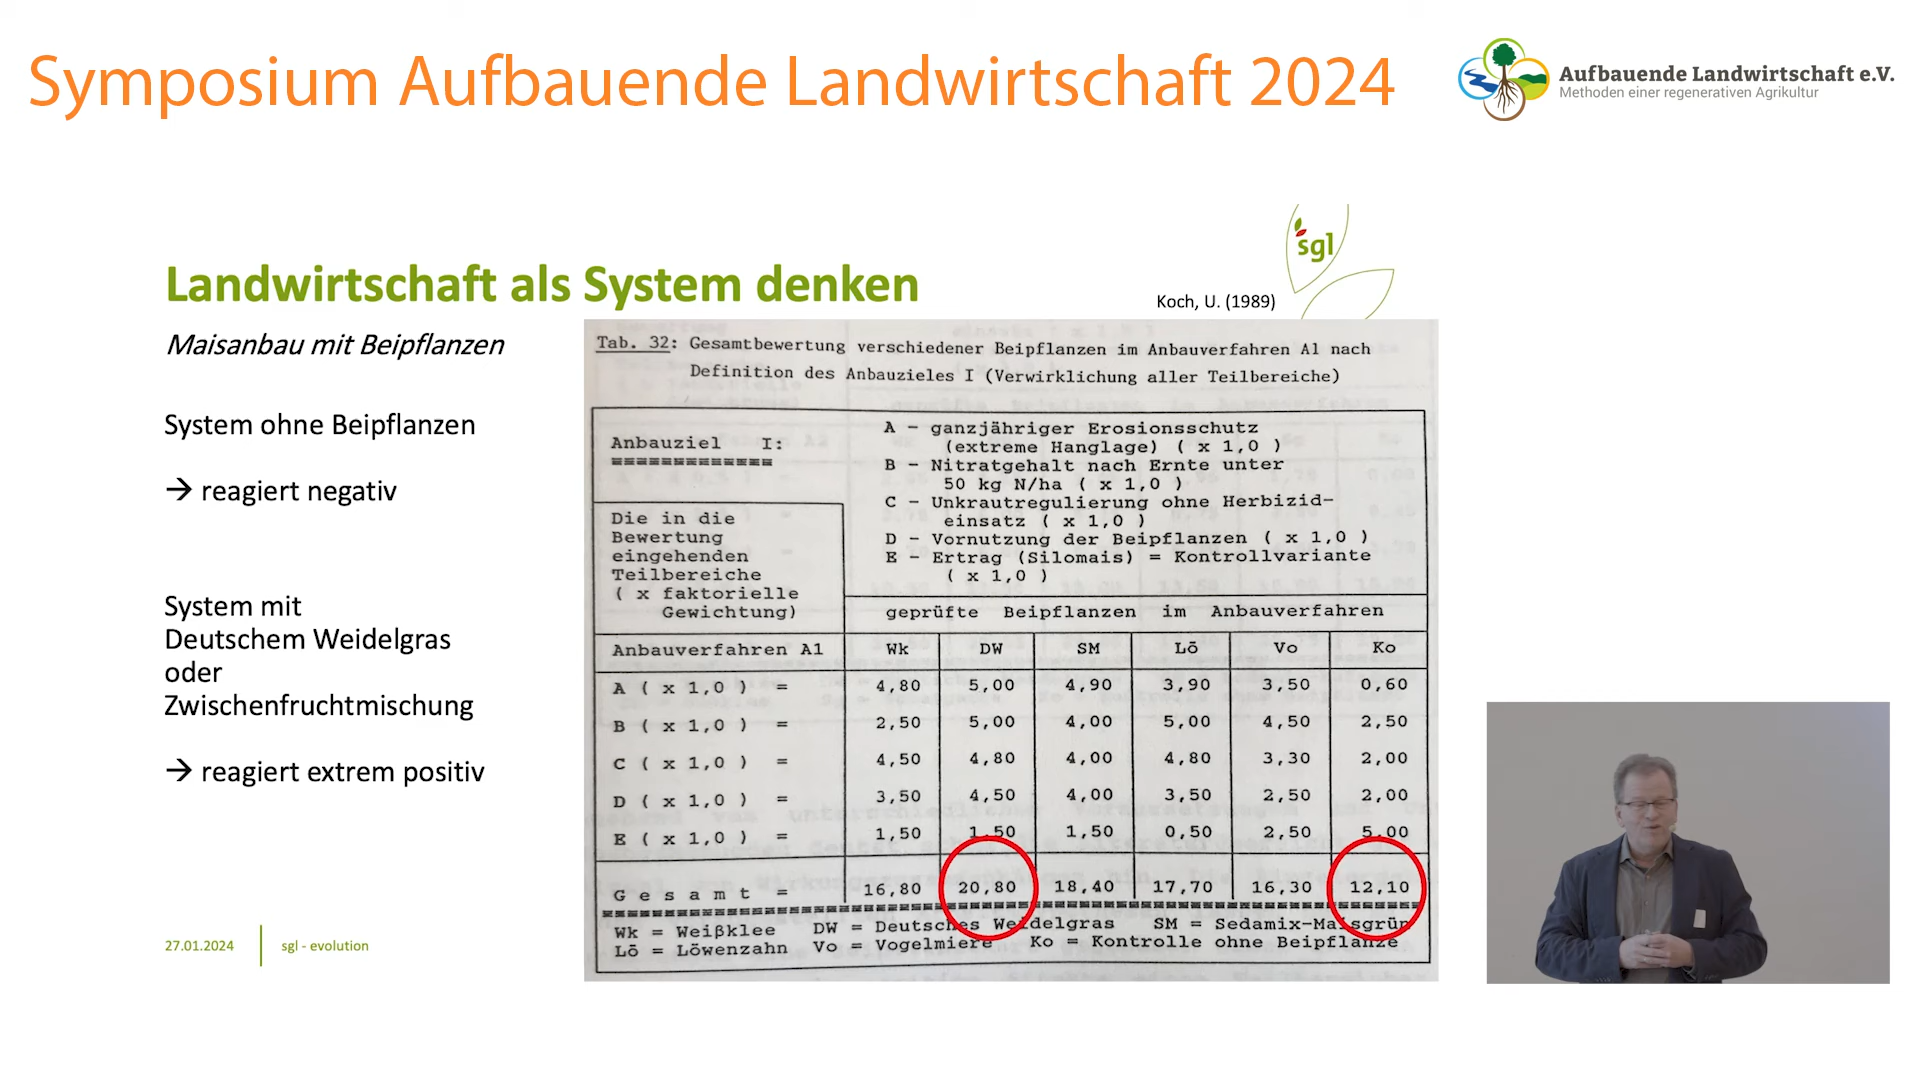 Symposium Aufbauende Landwirtschaft 2024
Aufbauende Landwirtschaft e.V.
Methoden einer regenerativen Agrikultur
sgl
Landwirtschaft als System denken
Koch, U. (1989)
Maisanbau mit Beipflanzen
System ohne Beipflanzen
→ reagiert negativ
System mit
Deutschem Weidelgras
oder
Zwischenfruchtmischung
→ reagiert extrem positiv
27.01.2024 sgl - evolution
Tab. 32: Gesamtbewertung verschiedener Beipflanzen im Anbauverfahren A1 nach
Definition des Anbauzieles I (Verwirklichung aller Teilbereiche)
Anbauziel I:
A - ganzjähriger Erosionsschutz
(extreme Hanglage) ( x 1,0 )
B - Nitratgehalt nach Ernte unter
50 kg N/ha ( x 1,0 )
C - Unkrautregulierung ohne Herbizid-
einsatz ( x 1,0 )
D - Vornutzung der Beipflanzen ( x 1,0 )
E - Ertrag (Silomais) = Kontrollvariante
( x 1,0 )
Die in die
Bewertung
eingehenden
Teilbereiche
( x faktorielle
Gewichtung)
geprüfte Beipflanzen im Anbauverfahren
Anbauverfahren A1 Wk DW SM Lö Vo Ko
A ( x 1,0 ) = 4,80 5,00 4,90 3,90 3,50 0,60
B ( x 1,0 ) = 2,50 5,00 4,00 5,00 4,50 2,50
C ( x 1,0 ) = 4,50 4,80 4,00 4,80 3,30 2,00
D ( x 1,0 ) = 3,50 4,50 4,00 3,50 2,50 2,00
E ( x 1,0 ) = 1,50 1,50 1,50 0,50 2,50 5,00
G e s a m t = 16,80 20,80 18,40 17,70 16,30 12,10
Wk = Weißklee DW = Deutsches Weidelgras SM = Sedamix-Maisgrün
Lö = Löwenzahn Vo = Vogelmiere Ko = Kontrolle ohne Beipflanze